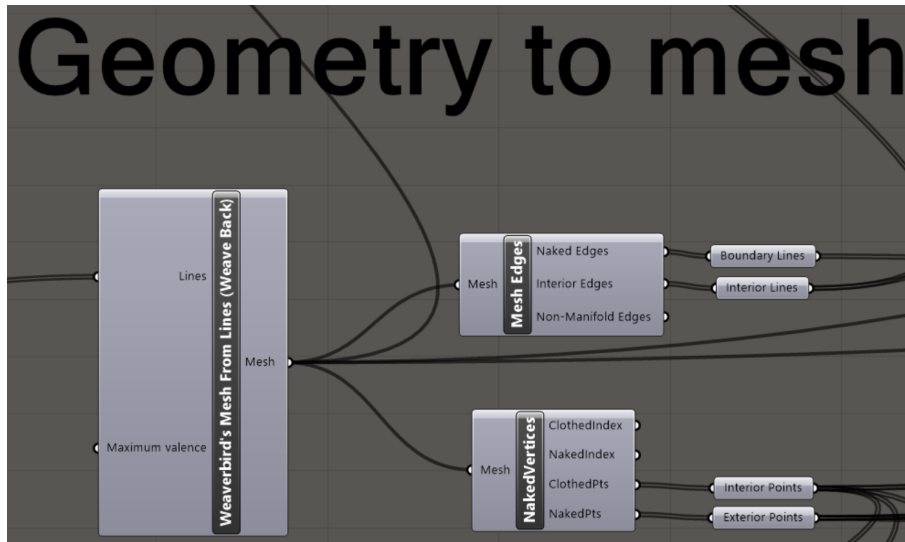 Geometry to mesh
Weaverbird's Mesh From Lines (Weave Back)
Lines
Maximum valence
Mesh
Mesh
Mesh Edges
Naked Edges
Interior Edges
Non-Manifold Edges
Boundary Lines
Interior Lines
Mesh
NakedVertices
ClothedIndex
NakedIndex
ClothedPts
NakedPts
Interior Points
Exterior Points